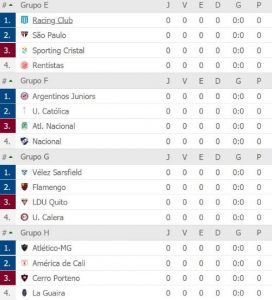 # Grupo E J V E D G P
1. Racing Club 0 0 0 0 0:0 0
2. São Paulo 0 0 0 0 0:0 0
3. Sporting Cristal 0 0 0 0 0:0 0
4. Rentistas 0 0 0 0 0:0 0
# Grupo F J V E D G P
1. Argentinos Juniors 0 0 0 0 0:0 0
2. U. Católica 0 0 0 0 0:0 0
3. Atl. Nacional 0 0 0 0 0:0 0
4. Nacional 0 0 0 0 0:0 0
# Grupo G J V E D G P
1. Vélez Sarsfield 0 0 0 0 0:0 0
2. Flamengo 0 0 0 0 0:0 0
3. LDU Quito 0 0 0 0 0:0 0
4. U. Calera 0 0 0 0 0:0 0
# Grupo H J V E D G P
1. Atlético-MG 0 0 0 0 0:0 0
2. América de Cali 0 0 0 0 0:0 0
3. Cerro Porteno 0 0 0 0 0:0 0
4. La Guaira 0 0 0 0 0:0 0